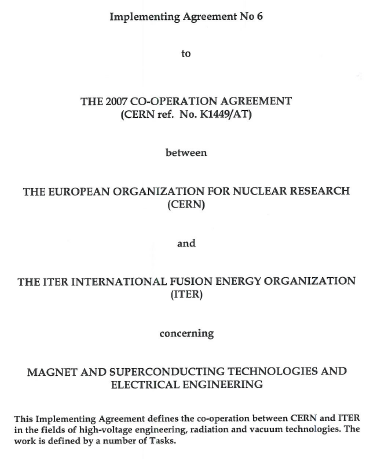 Implementing Agreement No 6
to
THE 2007 CO-OPERATION AGREEMENT
(CERN ref. No. K1449/AT)
between
THE EUROPEAN ORGANIZATION FOR NUCLEAR RESEARCH
(CERN)
and
THE ITER INTERNATIONAL FUSION ENERGY ORGANIZATION
(ITER)
concerning
MAGNET AND SUPERCONDUCTING TECHNOLOGIES AND
ELECTRICAL ENGINEERING
This Implementing Agreement defines the co-operation between CERN and ITER
in the fields of high-voltage engineering, radiation and vacuum technologies. The
work is defined by a number of Tasks.